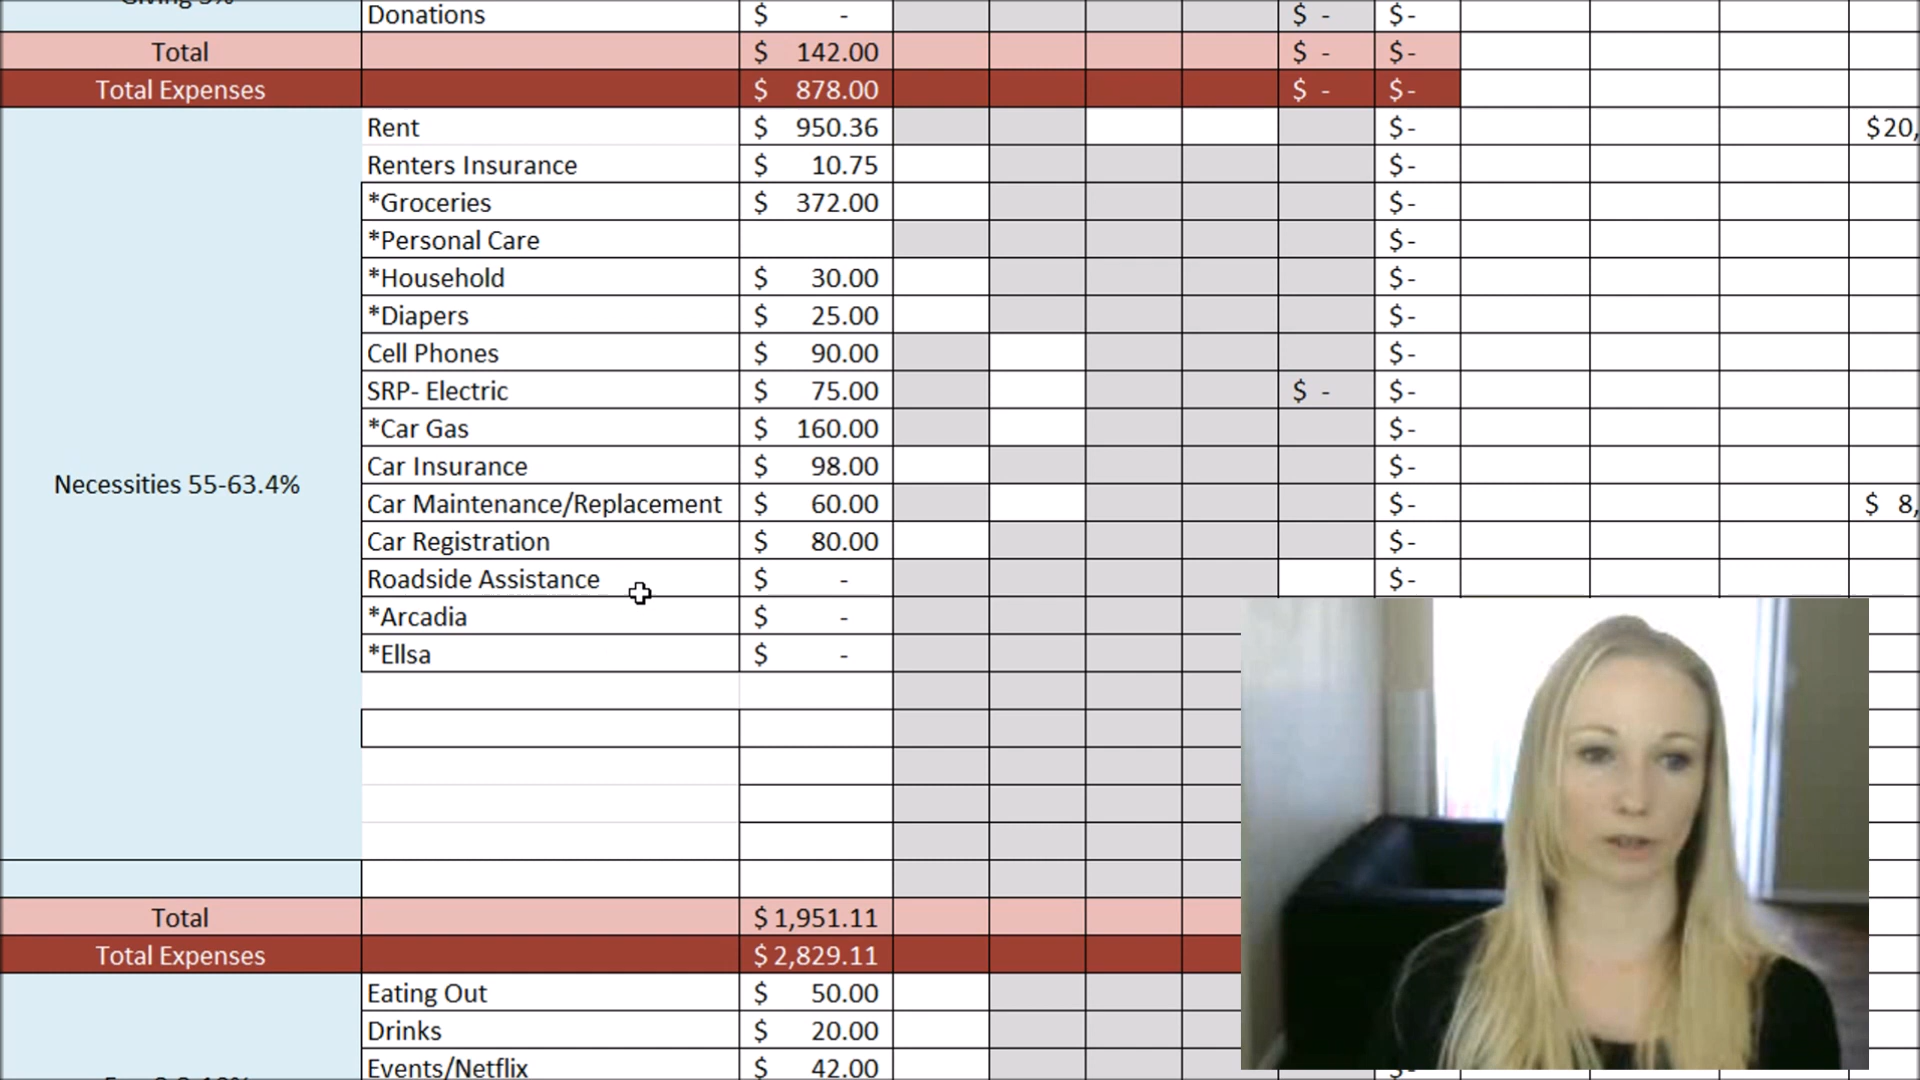 Giving 5%
Donations $ - $ - $-
Total $ 142.00 $ - $-
Total Expenses $ 878.00 $ - $-
Rent $ 950.36 $- $20,
Renters Insurance $ 10.75 $-
*Groceries $ 372.00 $-
*Personal Care $-
*Household $ 30.00 $-
*Diapers $ 25.00 $-
Cell Phones $ 90.00 $-
SRP- Electric $ 75.00 $ - $-
*Car Gas $ 160.00 $-
Car Insurance $ 98.00 $-
Necessities 55-63.4%
Car Maintenance/Replacement $ 60.00 $- $ 8,
Car Registration $ 80.00 $-
Roadside Assistance $ - $-
*Arcadia $ -
*Ellsa $ -
Total $ 1,951.11
Total Expenses $ 2,829.11
Eating Out $ 50.00
Drinks $ 20.00
Events/Netflix $ 42.00